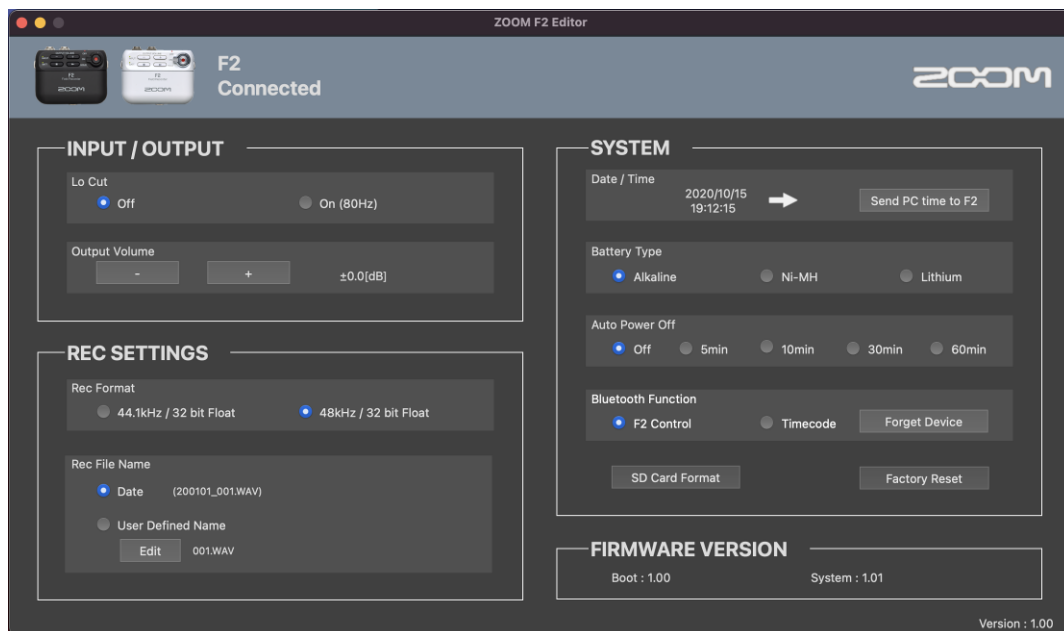 ZOOM F2 Editor
F2
Connected
ZOOM
ZOOM
ZOOM
INPUT / OUTPUT
Lo Cut
Off
On (80Hz)
Output Volume
-
+
±0.0[dB]
REC SETTINGS
Rec Format
44.1kHz / 32 bit Float
48kHz / 32 bit Float
Rec File Name
Date
(200101_001.WAV)
User Defined Name
Edit
001.WAV
SYSTEM
Date / Time
2020/10/15
19:12:15
Send PC time to F2
Battery Type
Alkaline
Ni-MH
Lithium
Auto Power Off
Off
5min
10min
30min
60min
Bluetooth Function
F2 Control
Timecode
Forget Device
SD Card Format
Factory Reset
FIRMWARE VERSION
Boot : 1.00
System : 1.01
Version : 1.00